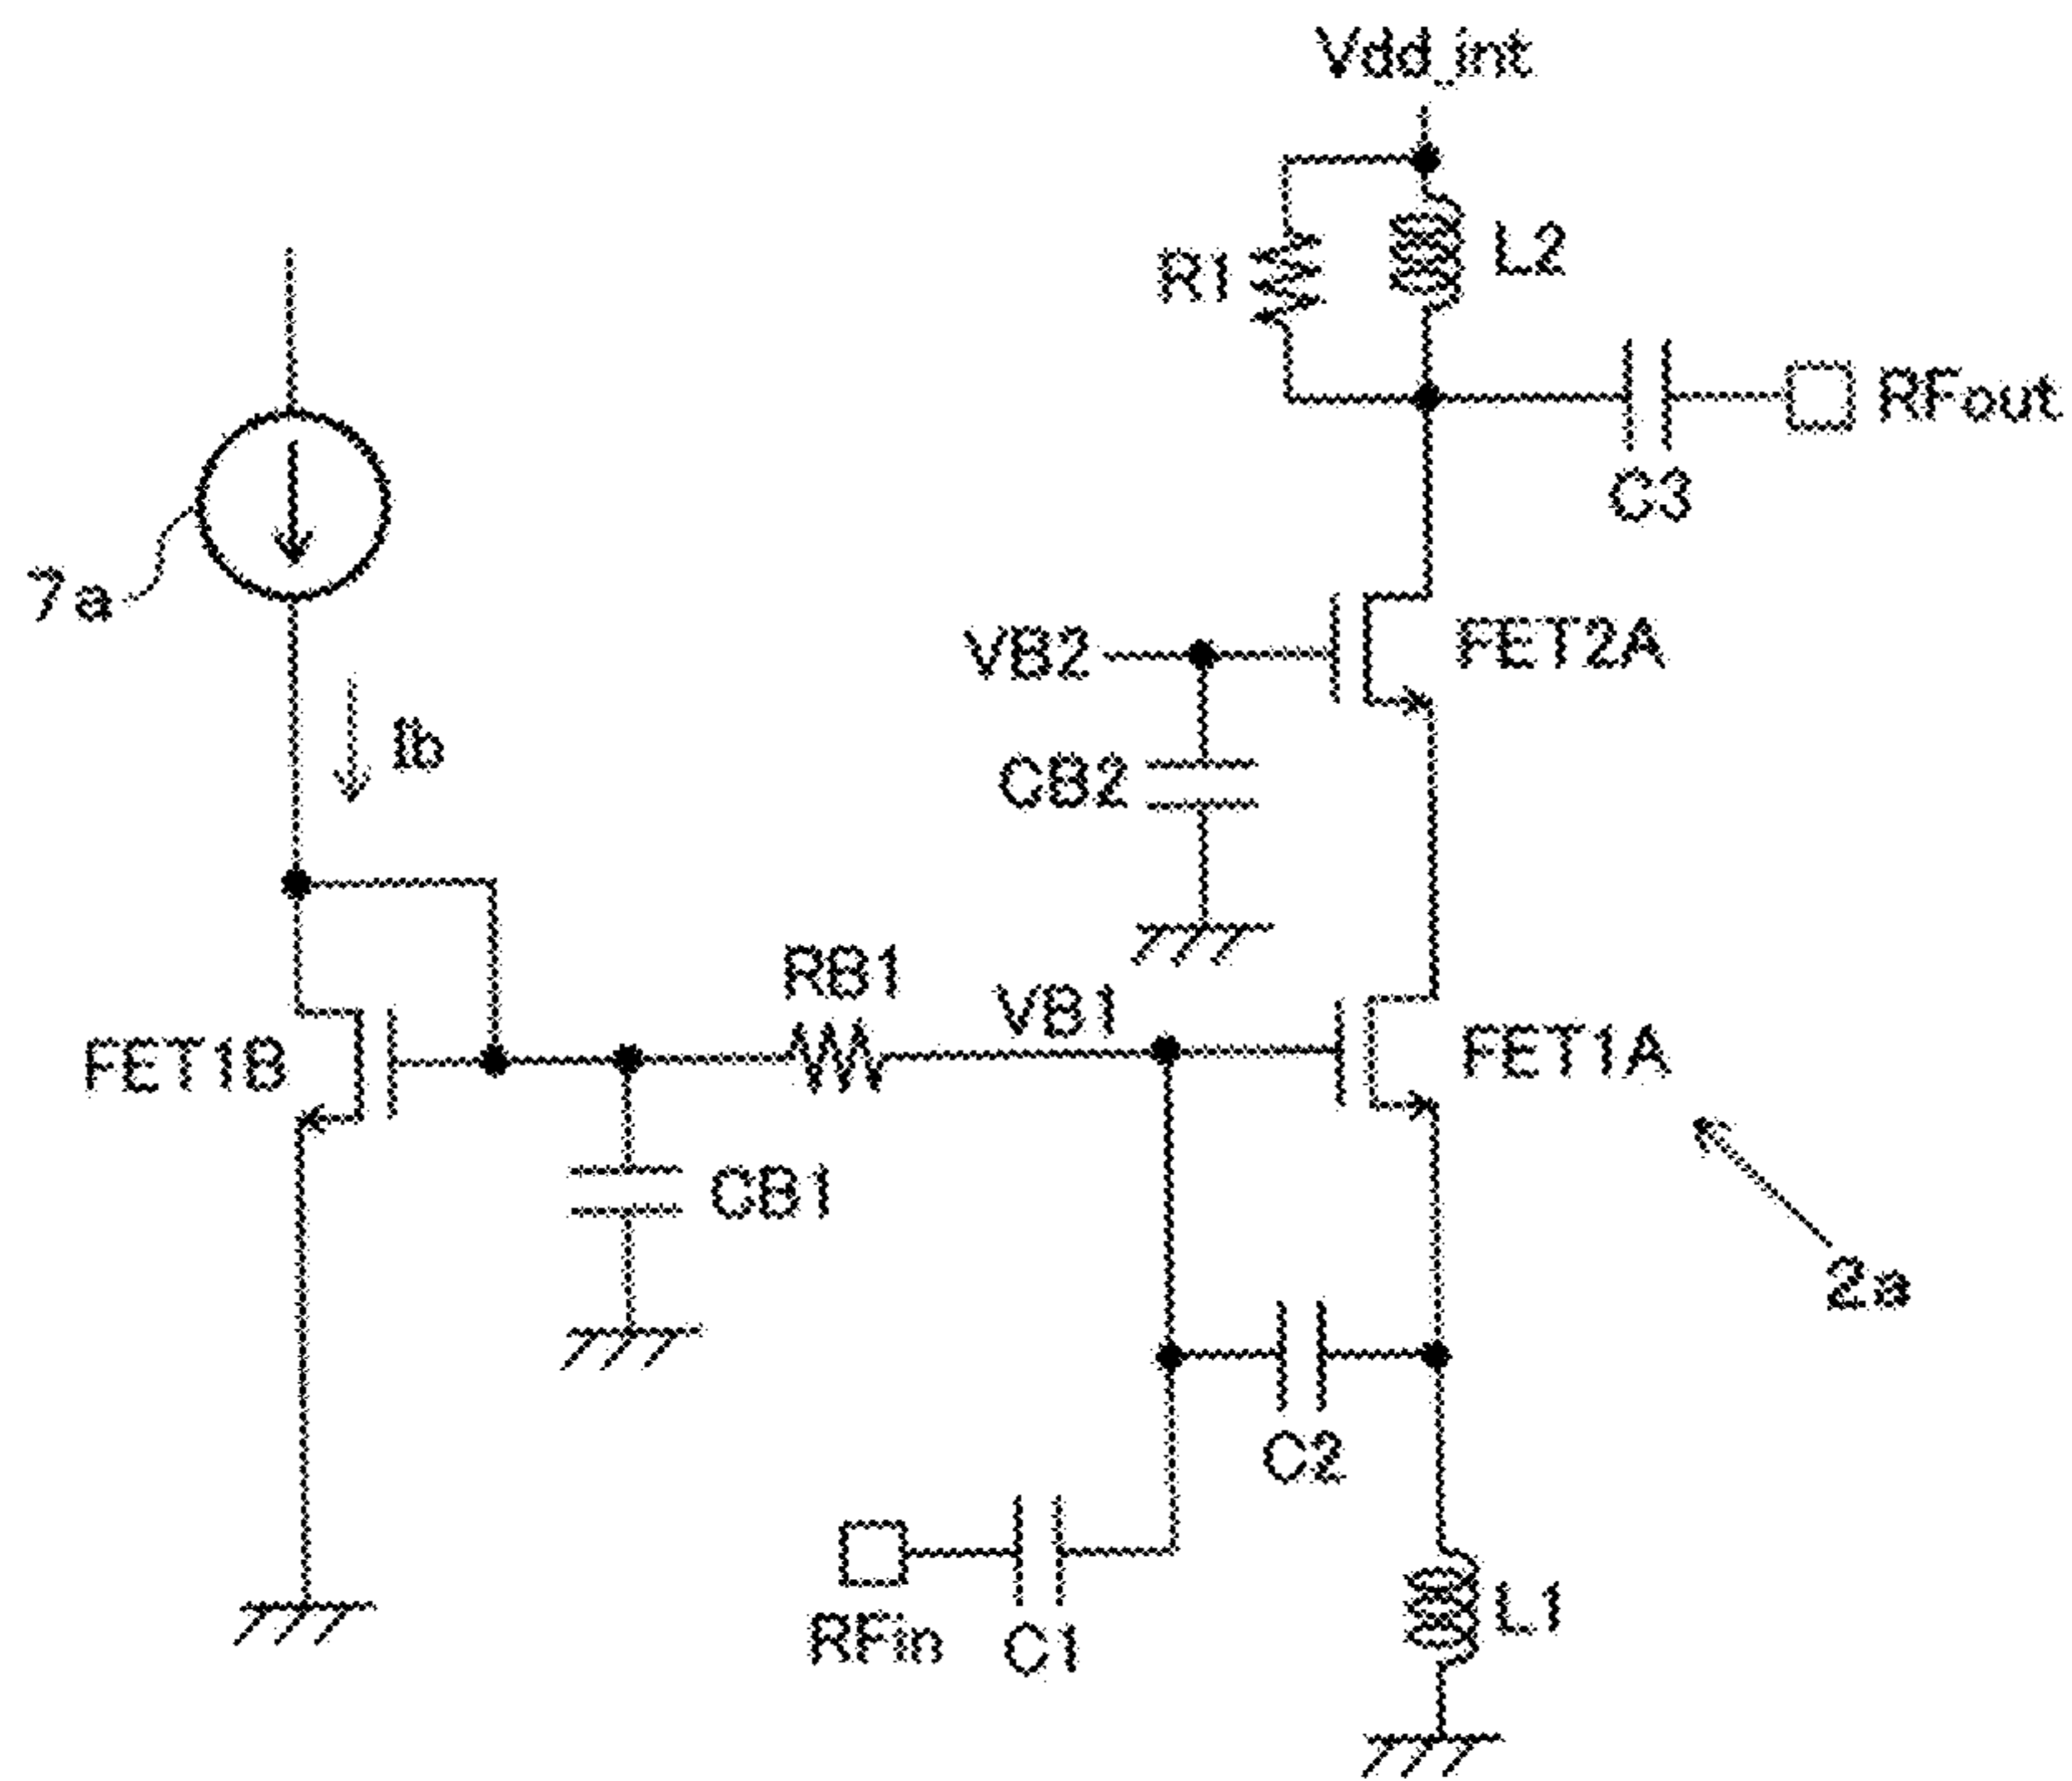 Vdd_int
R1
L2
RFout
C3
7a
VB2
FET2A
Ib
CB2
RB1
VB1
FET1B
FET1A
CB1
2a
C2
RFin
C1
L1